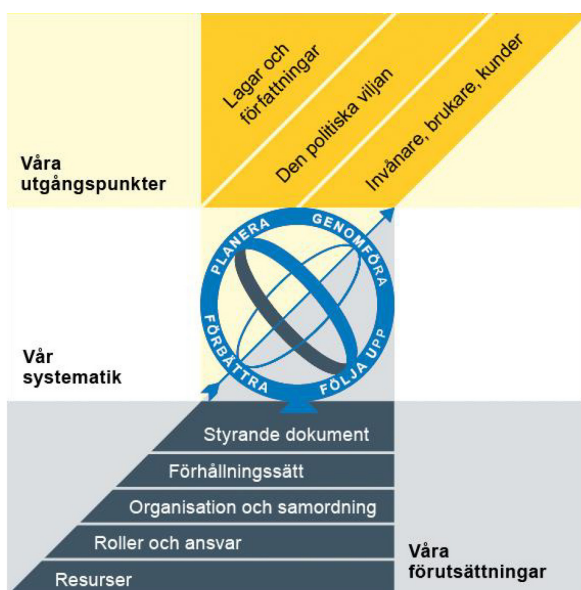 Lagar och
författningar
Den politiska viljan
Invånare, brukare, kunder
Våra
utgångspunkter
PLANERA
GENOMFÖRA
FÖRBÄTTRA
FÖLJA UPP
Vår
systematik
Styrande dokument
Förhållningssätt
Organisation och samordning
Roller och ansvar
Resurser
Våra
förutsättningar